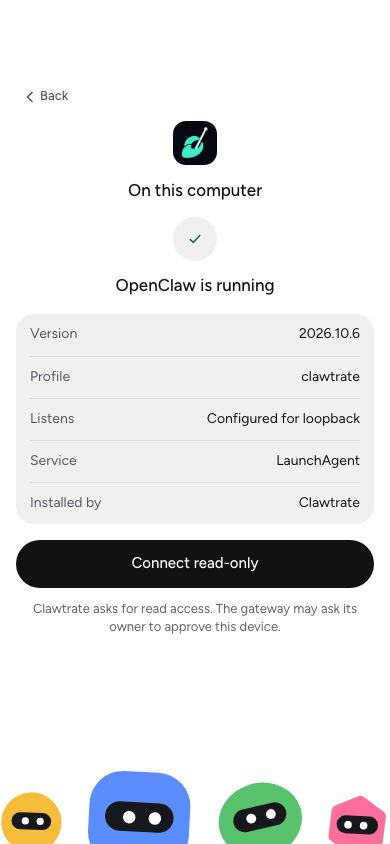 Back
On this computer
OpenClaw is running
Version 2026.10.6
Profile clawtrate
Listens Configured for loopback
Service LaunchAgent
Installed by Clawtrate
Connect read-only
Clawtrate asks for read access. The gateway may ask its
owner to approve this device.